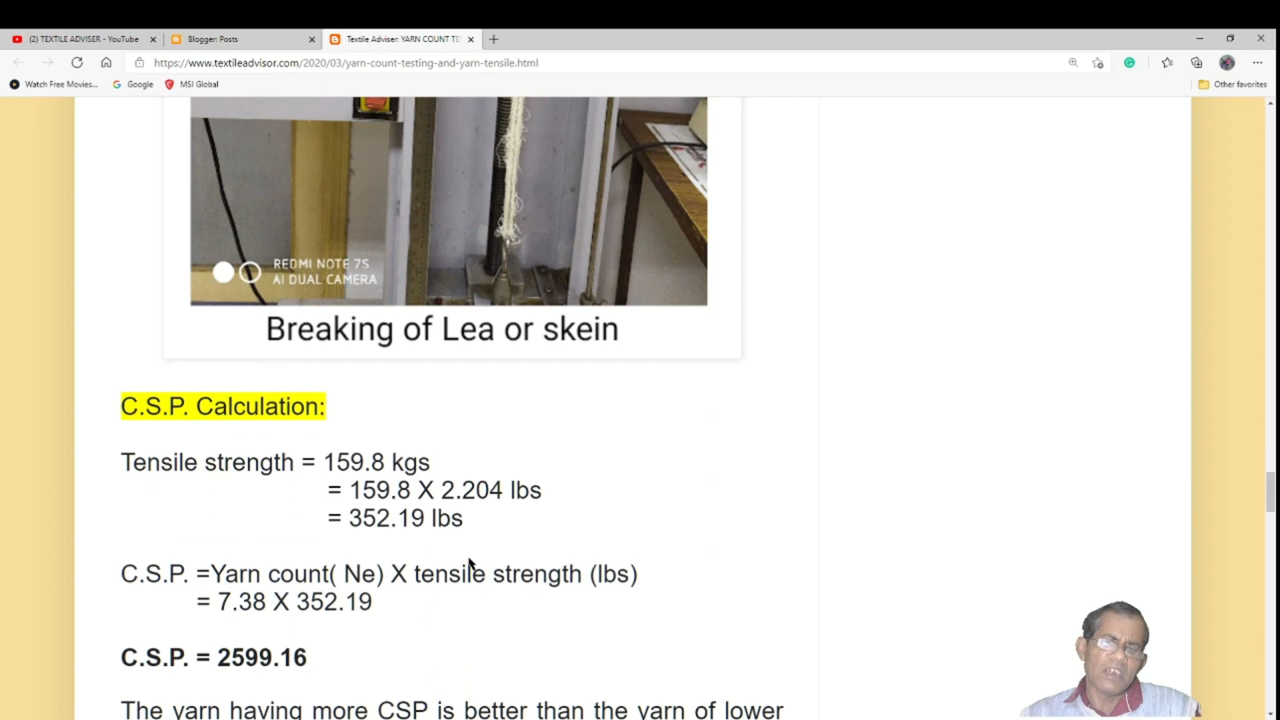 (2) TEXTILE ADVISER - YouTube
Blogger: Posts
Textile Adviser: YARN COUNT TE
https://www.textileadvisor.com/2020/03/yarn-count-testing-and-yarn-tensile.html
Watch Free Movies...
Google
MSI Global
Other favorites
REDMI NOTE 7S
AI DUAL CAMERA
Breaking of Lea or skein
C.S.P. Calculation:
Tensile strength = 159.8 kgs
= 159.8 X 2.204 lbs
= 352.19 lbs
C.S.P. =Yarn count( Ne) X tensile strength (lbs)
= 7.38 X 352.19
C.S.P. = 2599.16
The yarn having more CSP is better than the yarn of lower